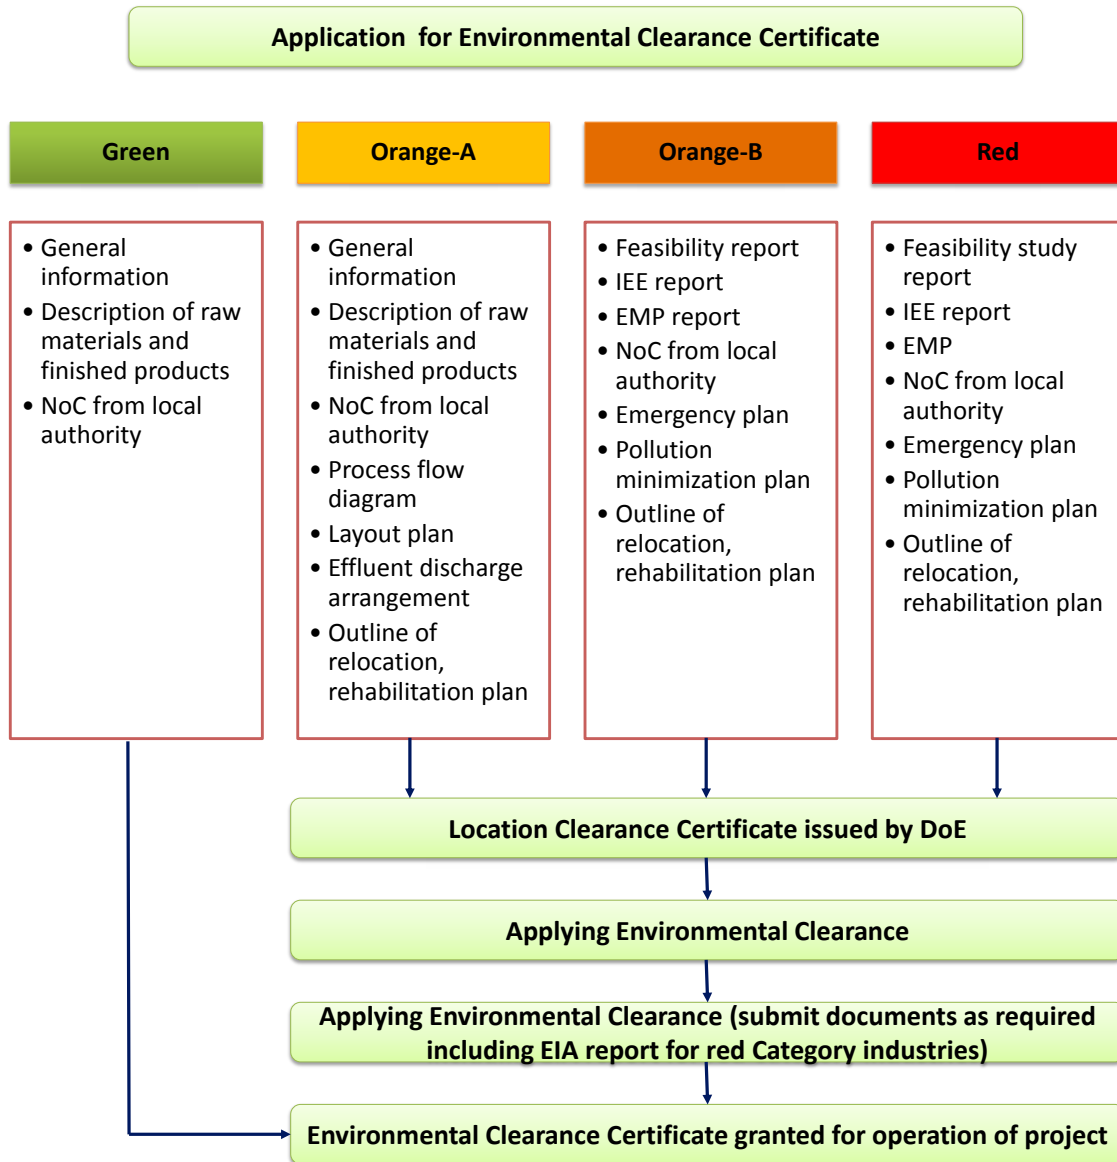 Application  for Environmental Clearance Certificate
Green
Orange-A
Orange-B
Red
• General
information
• Description of raw
materials and
finished products
• NoC from local
authority
• General
information
• Description of raw
materials and
finished products
• NoC from local
authority
• Process flow
diagram
• Layout plan
• Effluent discharge
arrangement
• Outline of
relocation,
rehabilitation plan
• Feasibility report
• IEE report
• EMP report
• NoC from local
authority
• Emergency plan
• Pollution
minimization plan
• Outline of
relocation,
rehabilitation plan
• Feasibility study
report
• IEE report
• EMP
• NoC from local
authority
• Emergency plan
• Pollution
minimization plan
• Outline of
relocation,
rehabilitation plan
Location Clearance Certificate issued by DoE
Applying Environmental Clearance
Applying Environmental Clearance (submit documents as required
including EIA report for red Category industries)
Environmental Clearance Certificate granted for operation of project